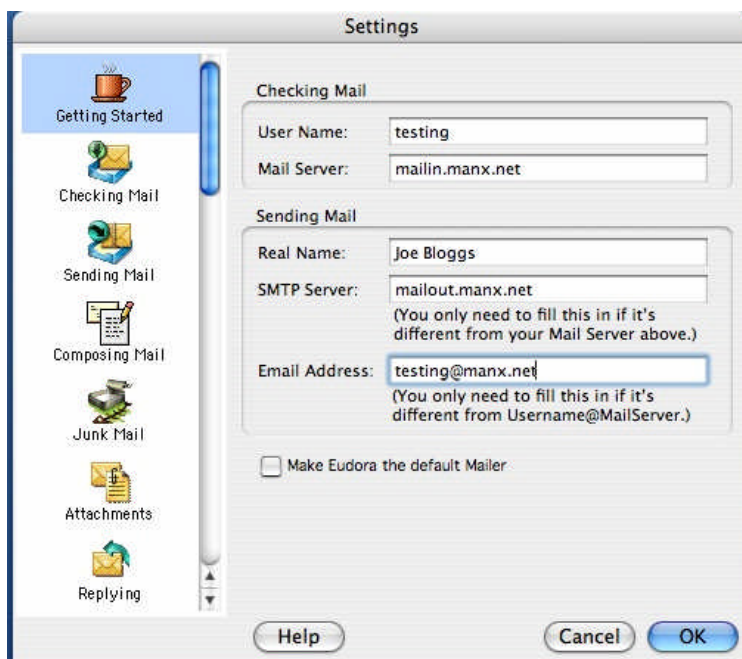 Settings
Getting Started
Checking Mail
Sending Mail
Composing Mail
Junk Mail
Attachments
Replying
Checking Mail
User Name: testing
Mail Server: mailin.manx.net
Sending Mail
Real Name: Joe Bloggs
SMTP Server: mailout.manx.net
(You only need to fill this in if it's
different from your Mail Server above.)
Email Address: testing@manx.net
(You only need to fill this in if it's
different from Username@MailServer.)
Make Eudora the default Mailer
Help
Cancel
OK